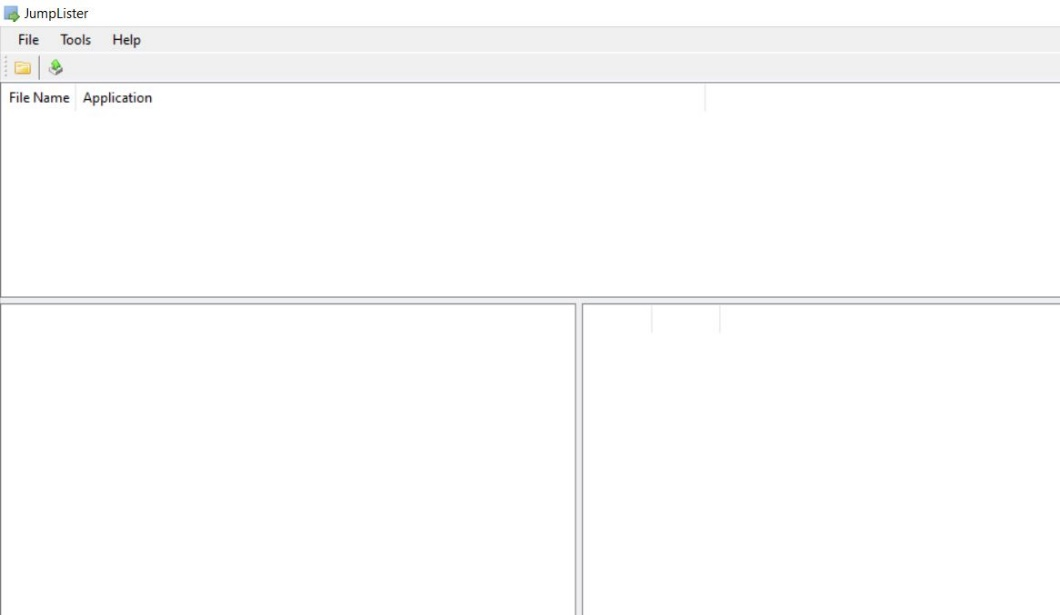 JumpLister
File Tools Help
File Name Application